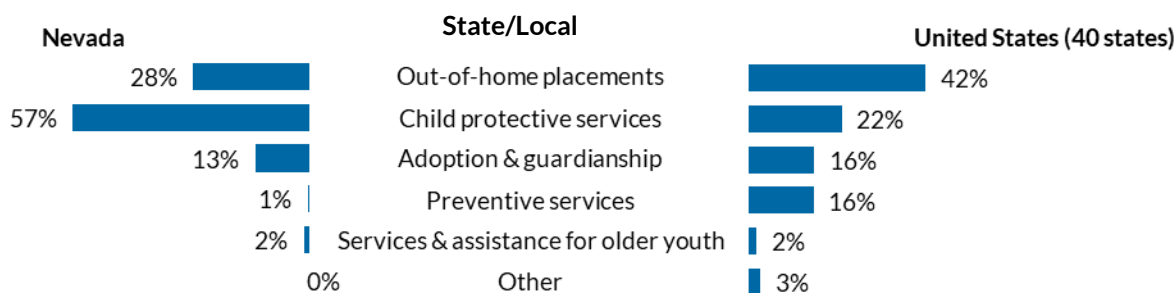 State/Local
Nevada United States (40 states)
28% Out-of-home placements 42%
57% Child protective services 22%
13% Adoption & guardianship 16%
1% Preventive services 16%
2% Services & assistance for older youth 2%
0% Other 3%